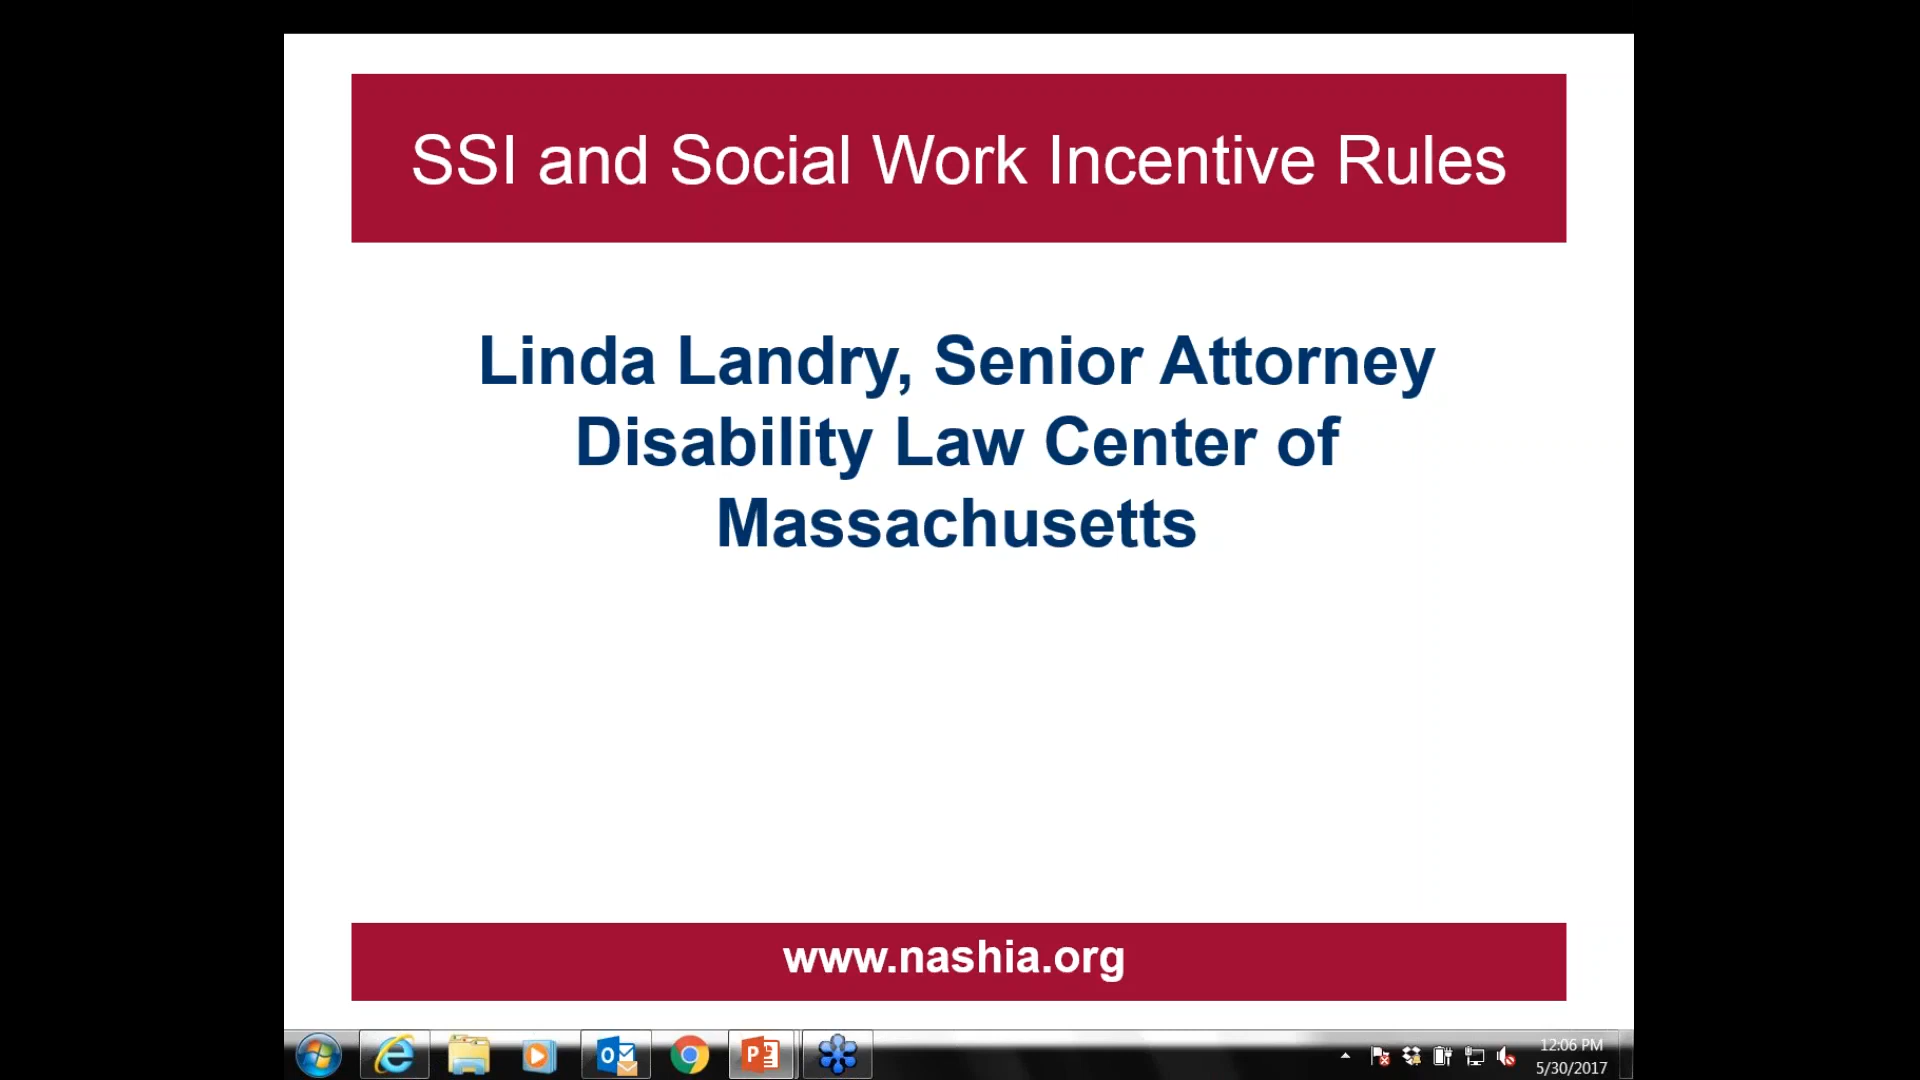 SSI and Social Work Incentive Rules
Linda Landry, Senior Attorney
Disability Law Center of
Massachusetts
www.nashia.org
12:06 PM
5/30/2017